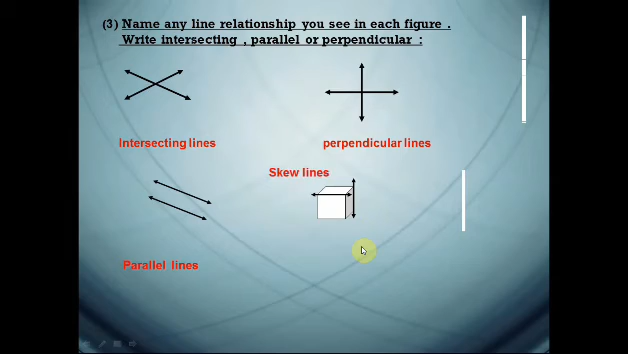 (3) Name any line relationship you see in each figure .
Write intersecting , parallel or perpendicular :
Intersecting lines
perpendicular lines
Skew lines
Parallel lines